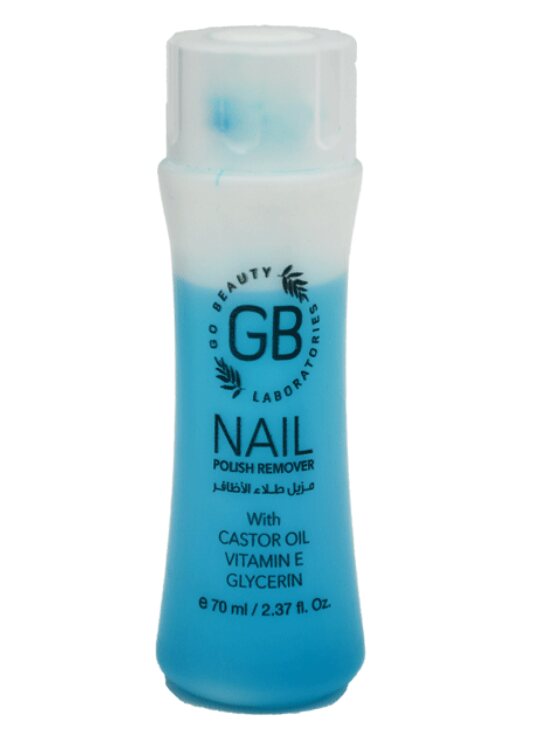 GO BEAUTY
GB
LABORATORIES
NAIL
POLISH REMOVER
مزيل طلاء الأظافر
With
CASTOR OIL
VITAMIN E
GLYCERIN
e 70 ml / 2.37 fl. Oz.